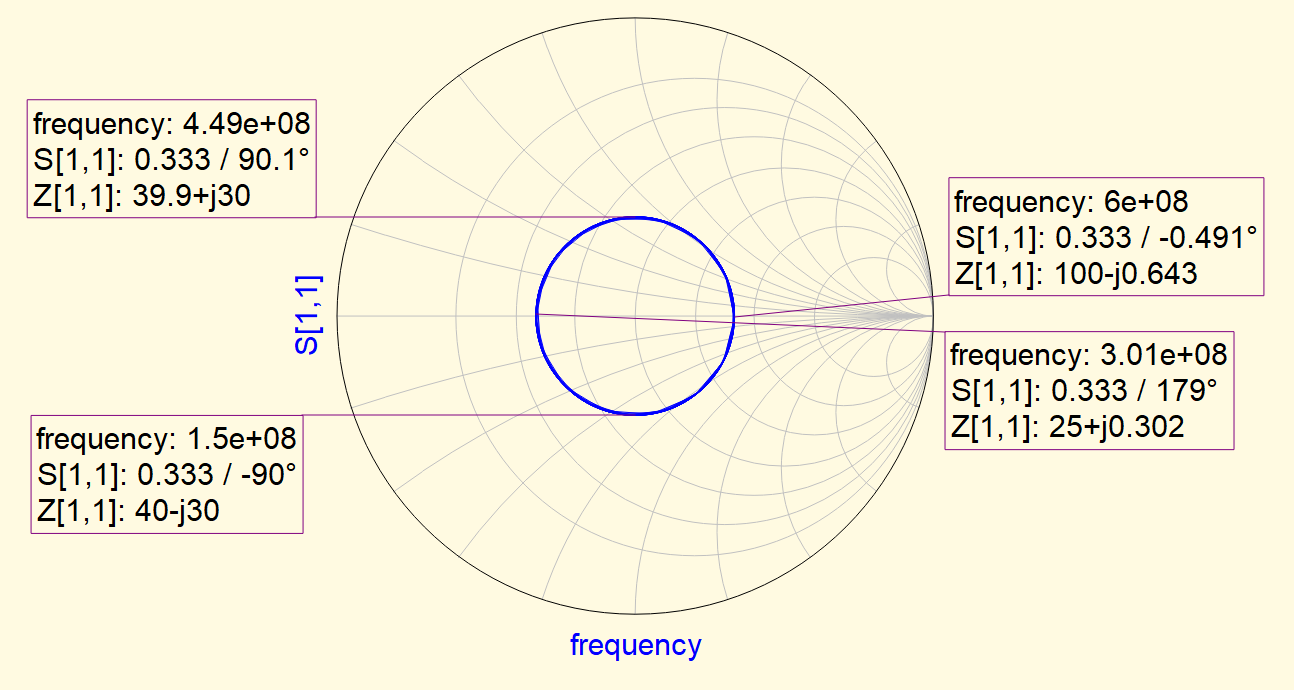 frequency: 4.49e+08
S[1,1]: 0.333 / 90.1°
Z[1,1]: 39.9+j30
frequency: 6e+08
S[1,1]: 0.333 / -0.491°
Z[1,1]: 100-j0.643
S[1,1]
frequency: 3.01e+08
S[1,1]: 0.333 / 179°
Z[1,1]: 25+j0.302
frequency: 1.5e+08
S[1,1]: 0.333 / -90°
Z[1,1]: 40-j30
frequency